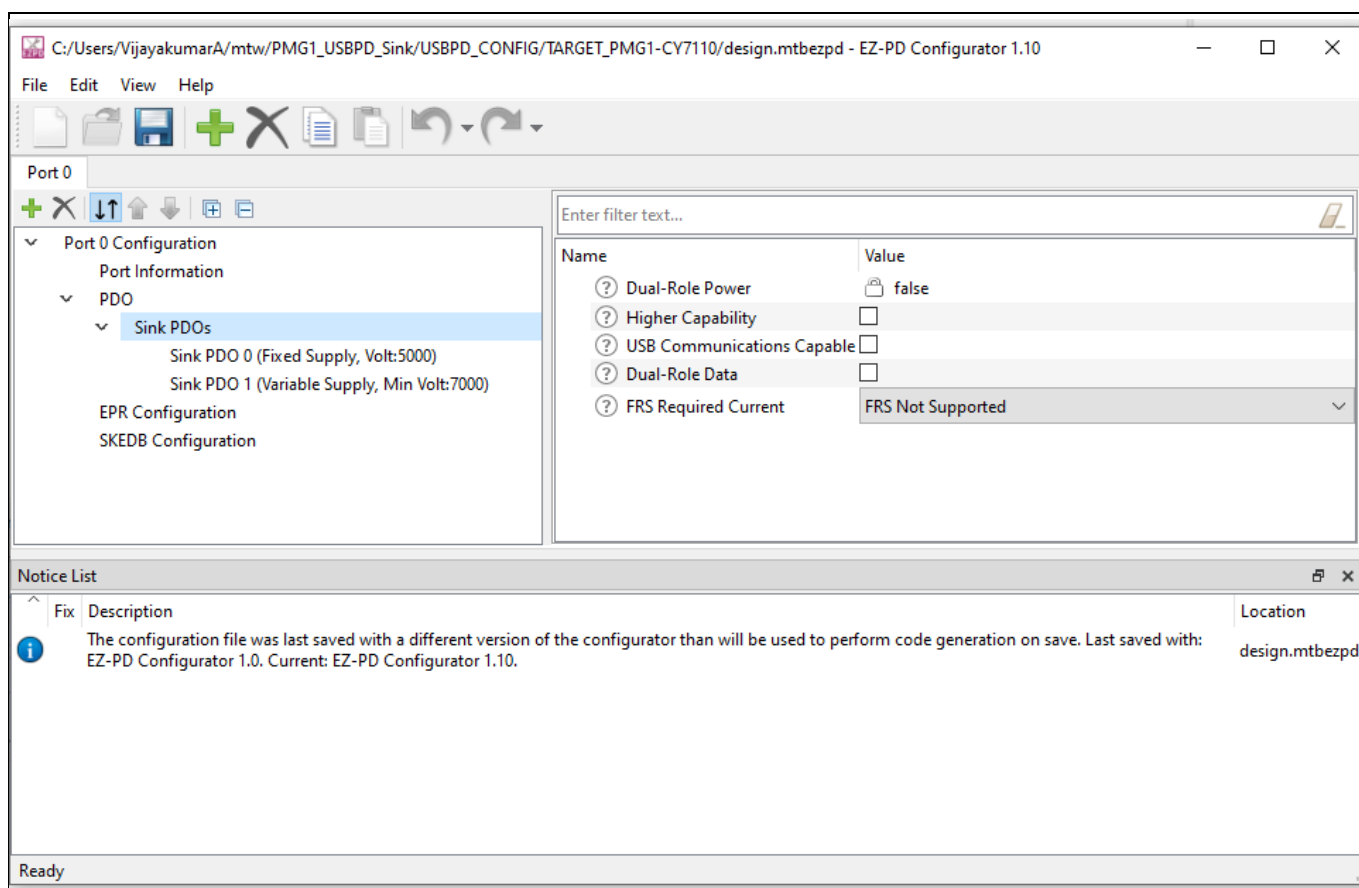 C:/Users/VijayakumarA/mtw/PMG1_USBPD_Sink/USBPD_CONFIG/TARGET_PMG1-CY7110/design.mtbezpd - EZ-PD Configurator 1.10
File Edit View Help
Port 0
Enter filter text...
Port 0 Configuration
Port Information
PDO
Sink PDOs
Sink PDO 0 (Fixed Supply, Volt:5000)
Sink PDO 1 (Variable Supply, Min Volt:7000)
EPR Configuration
SKEDB Configuration
Name Value
Dual-Role Power false
Higher Capability
USB Communications Capable
Dual-Role Data
FRS Required Current FRS Not Supported
Notice List
Fix Description Location
The configuration file was last saved with a different version of the configurator than will be used to perform code generation on save. Last saved with:
EZ-PD Configurator 1.0. Current: EZ-PD Configurator 1.10.
design.mtbezpd
Ready